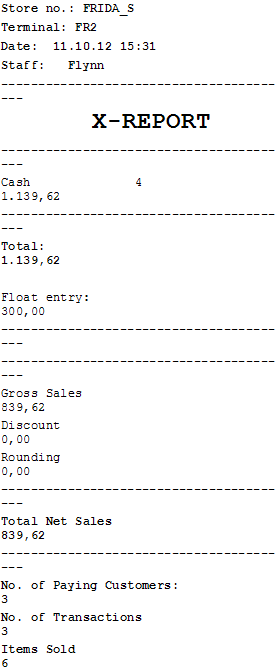 Store no.: FRIDA_S
Terminal: FR2
Date:  11.10.12 15:31
Staff:   Flynn
-----------------------------------
---
X-REPORT
-----------------------------------
---
Cash              4
1.139,62
-----------------------------------
---
Total:
1.139,62
Float entry:
300,00
-----------------------------------
---
-----------------------------------
---
Gross Sales
839,62
Discount
0,00
Rounding
0,00
-----------------------------------
---
Total Net Sales
839,62
-----------------------------------
---
No. of Paying Customers:
3
No. of Transactions
3
Items Sold
6